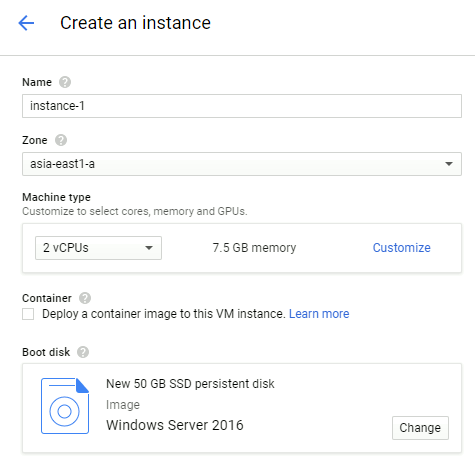 Create an instance
Name
instance-1
Zone
asia-east1-a
Machine type
Customize to select cores, memory and GPUs.
2 vCPUs 7.5 GB memory Customize
Container
Deploy a container image to this VM instance. Learn more
Boot disk
New 50 GB SSD persistent disk
Image
Windows Server 2016
Change